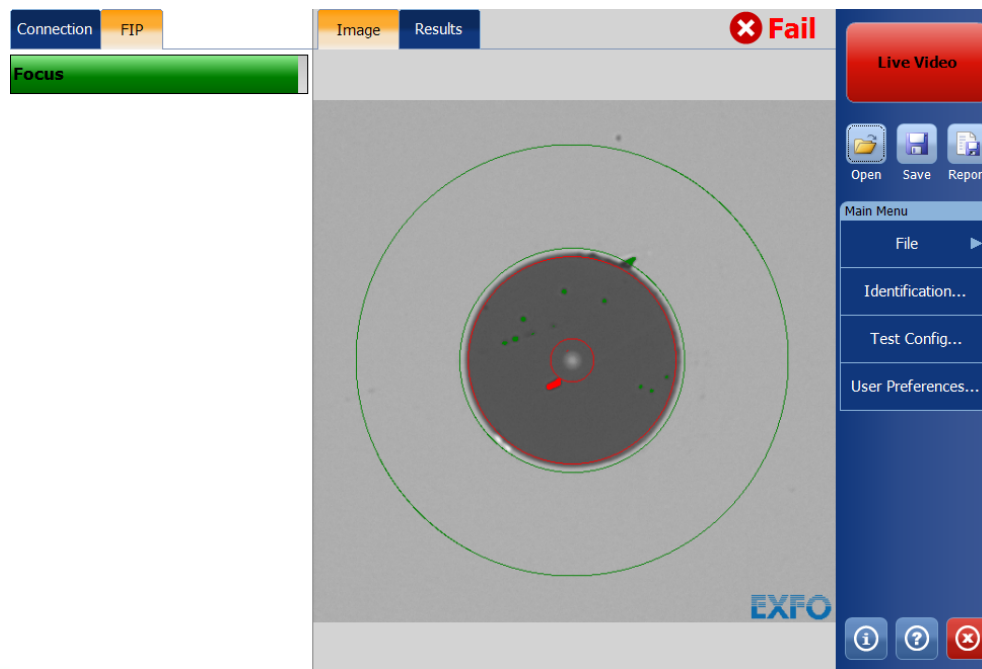 Connection
FIP
Image
Results
Fail
Live Video
Focus
Open
Save
Repor
Main Menu
File
Identification...
Test Config...
User Preferences...
EXFO